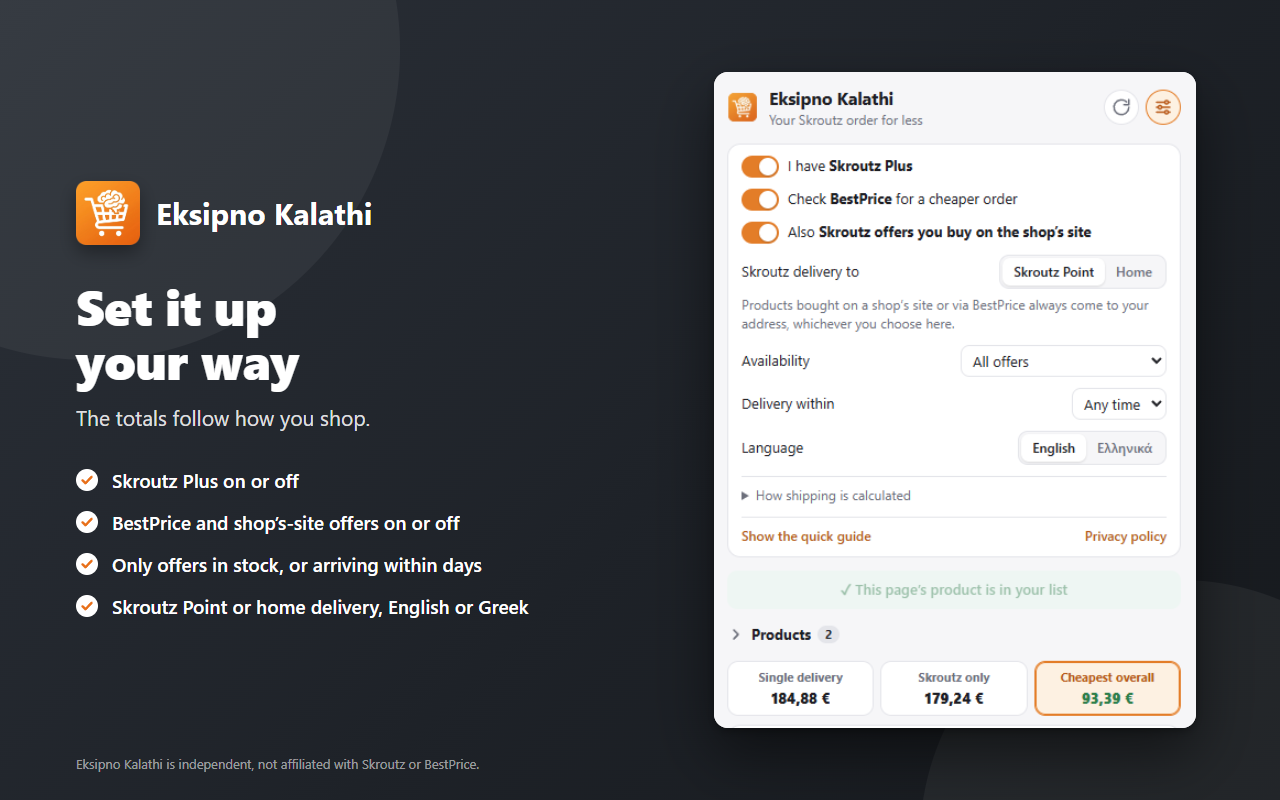 Eksipno Kalathi
Set it up
your way
The totals follow how you shop.
Skroutz Plus on or off
BestPrice and shop’s-site offers on or off
Only offers in stock, or arriving within days
Skroutz Point or home delivery, English or Greek
Eksipno Kalathi is independent, not affiliated with Skroutz or BestPrice.
Eksipno Kalathi
Your Skroutz order for less
I have Skroutz Plus
Check BestPrice for a cheaper order
Also Skroutz offers you buy on the shop’s site
Skroutz delivery to Skroutz Point Home
Products bought on a shop’s site or via BestPrice always come to your
address, whichever you choose here.
Availability All offers
Delivery within Any time
Language English Ελληνικά
How shipping is calculated
Show the quick guide Privacy policy
✓ This page’s product is in your list
Products 2
Single delivery Skroutz only Cheapest overall
184,88 € 179,24 € 93,39 €